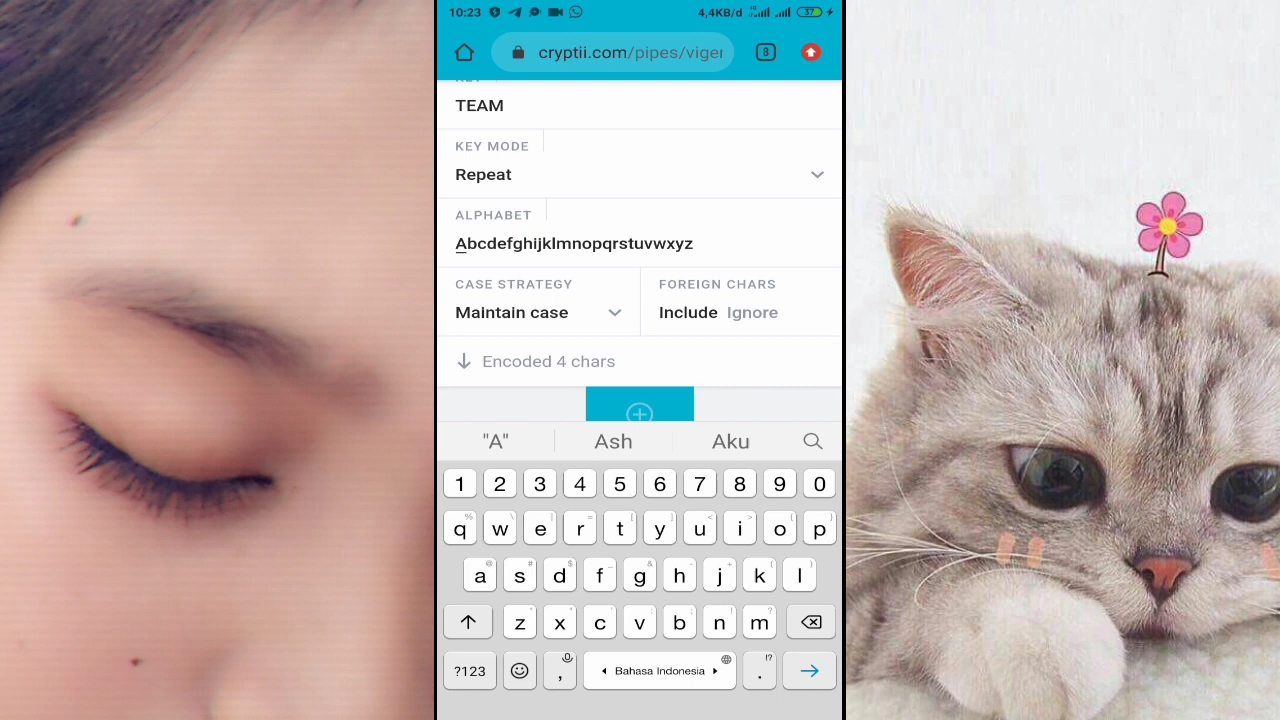 10:23 4,4KB/d 37
cryptii.com/pipes/viger 8
TEAM
KEY MODE
Repeat
ALPHABET
Abcdefghijklmnopqrstuvwxyz
CASE STRATEGY FOREIGN CHARS
Maintain case Include Ignore
Encoded 4 chars
"A" Ash Aku
1 2 3 4 5 6 7 8 9 0
q w e r t y u i o p
a s d f g h j k l
z x c v b n m
?123 , Bahasa Indonesia . !?